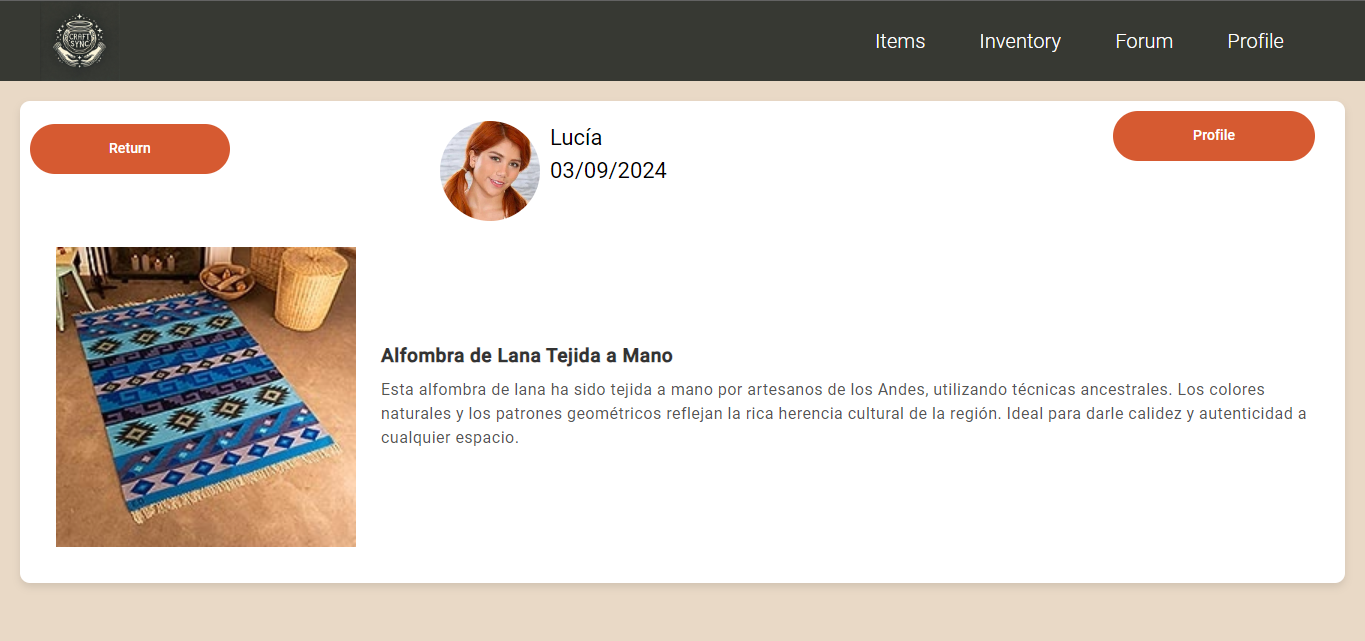 CRAFT
SYNC
Items
Inventory
Forum
Profile
Return
Lucía
03/09/2024
Profile
Alfombra de Lana Tejida a Mano
Esta alfombra de lana ha sido tejida a mano por artesanos de los Andes, utilizando técnicas ancestrales. Los colores
naturales y los patrones geométricos reflejan la rica herencia cultural de la región. Ideal para darle calidez y autenticidad a
cualquier espacio.